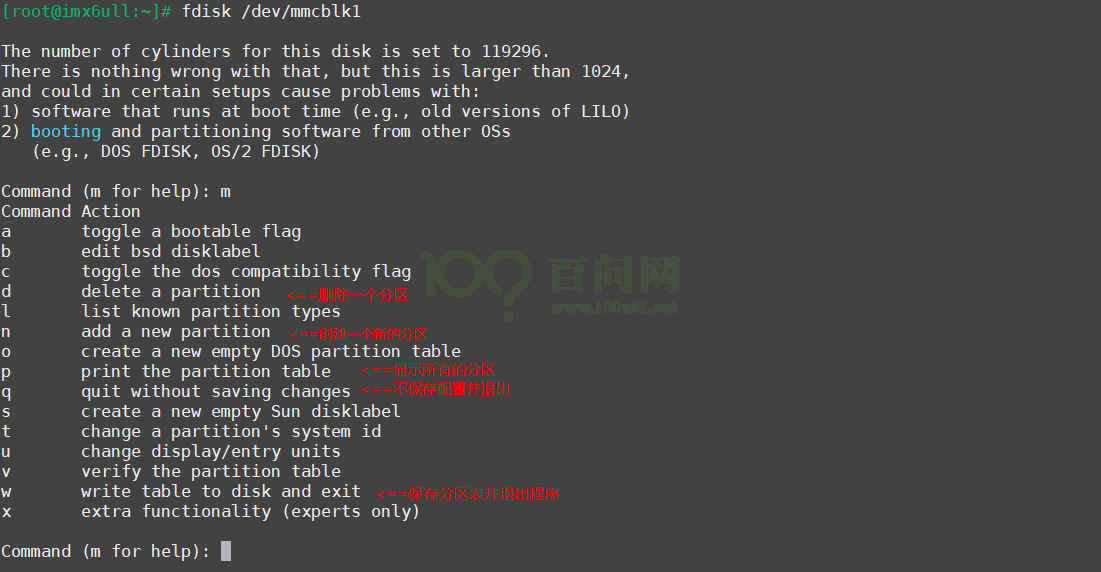 [root@imx6ull:~]# fdisk /dev/mmcblk1
The number of cylinders for this disk is set to 119296.
There is nothing wrong with that, but this is larger than 1024,
and could in certain setups cause problems with:
1) software that runs at boot time (e.g., old versions of LILO)
2) booting and partitioning software from other OSs
   (e.g., DOS FDISK, OS/2 FDISK)
Command (m for help): m
Command Action
a       toggle a bootable flag
b       edit bsd disklabel
c       toggle the dos compatibility flag
100? 百问网
d       delete a partition <==删除一个分区
www.100ask.net
l       list known partition types
n       add a new partition <==创建一个新的分区
o       create a new empty DOS partition table
p       print the partition table <==显示所有的分区
q       quit without saving changes <==不保存配置并退出
s       create a new empty Sun disklabel
t       change a partition's system id
u       change display/entry units
v       verify the partition table
w       write table to disk and exit <==保存分区表并退出程序
x       extra functionality (experts only)
Command (m for help):